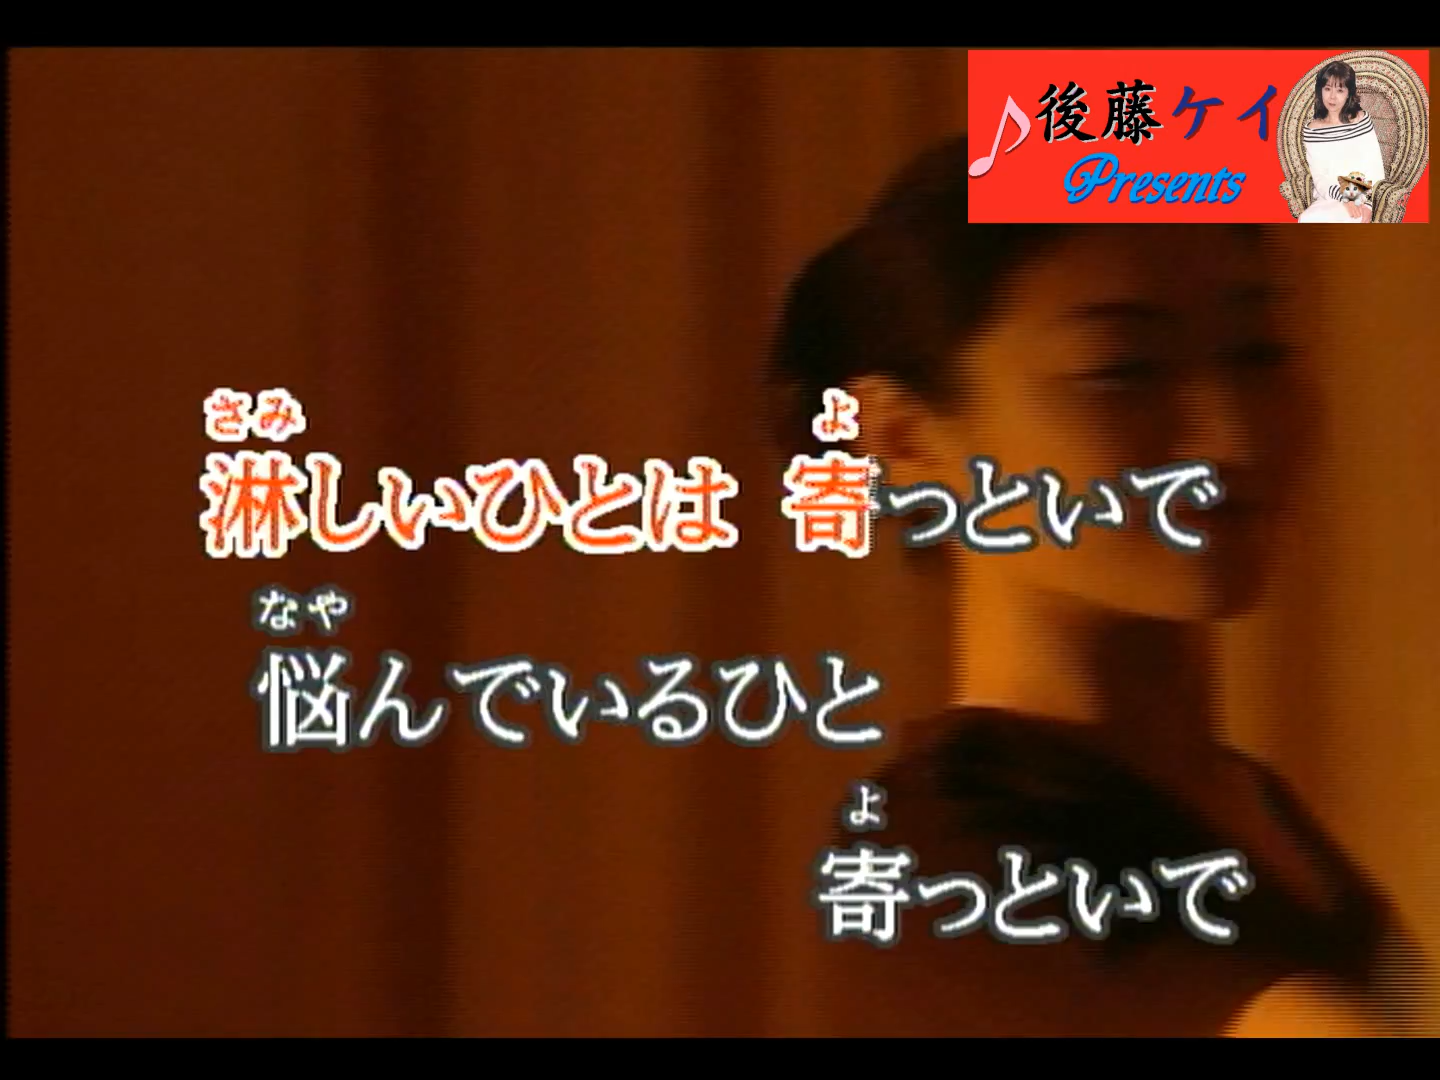 後藤ケイ
Presents
さみ よ
淋しいひとは 寄っといで
なや
悩んでいるひと
よ
寄っといで